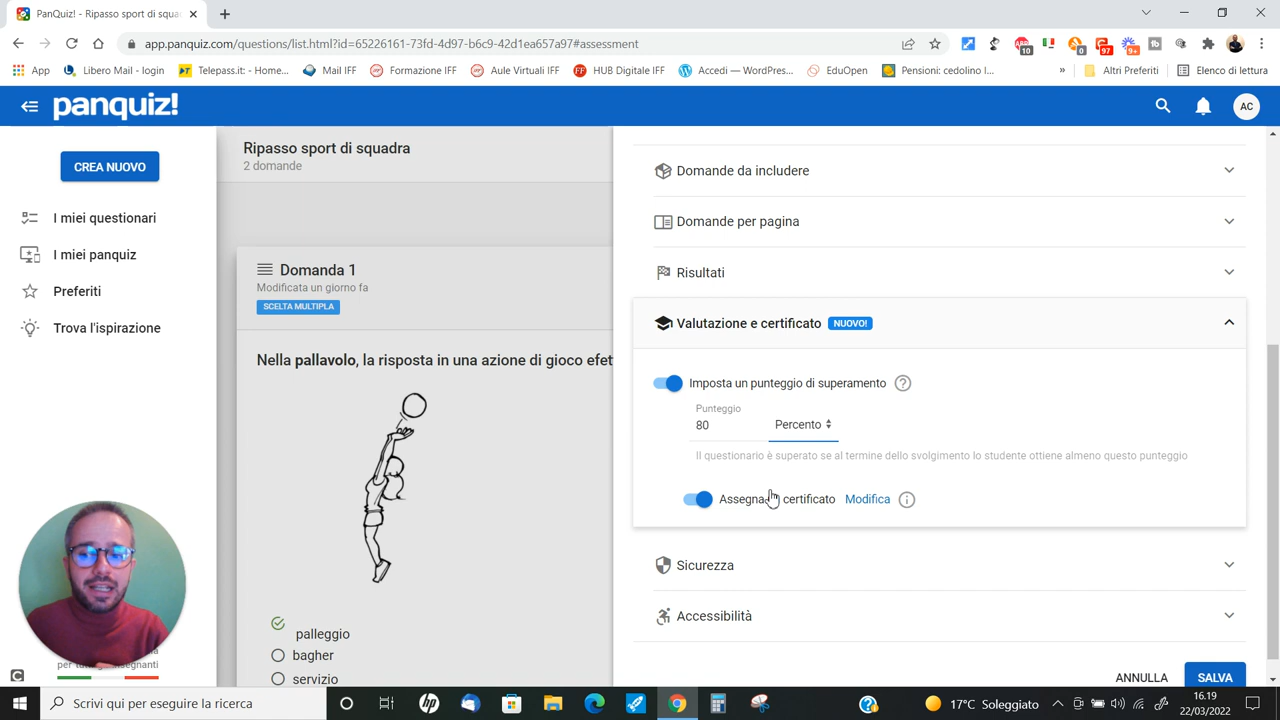 PanQuiz! - Ripasso sport di squa
app.panquiz.com/questions/list.html?id=
#assessment
App
Libero Mail - login
Telepass.it: - Home...
Mail IFF
Formazione IFF
Aule Virtuali IFF
HUB Digitale IFF
Accedi — WordPres...
EduOpen
Pensioni: cedolino l...
»
Altri Preferiti
Elenco di lettura
panquiz!
AC
CREA NUOVO
I miei questionari
I miei panquiz
Preferiti
Trova l'ispirazione
per tutti gli insegnanti
Ripasso sport di squadra
2 domande
Domanda 1
Modificata un giorno fa
SCELTA MULTIPLA
Nella pallavolo, la risposta in una azione di gioco efet
palleggio
bagher
servizio
Domande da includere
Domande per pagina
Risultati
Valutazione e certificato NUOVO!
Imposta un punteggio di superamento ?
Punteggio
80 Percento
Il questionario è superato se al termine dello svolgimento lo studente ottiene almeno questo punteggio
Assegna certificato Modifica
Sicurezza
Accessibilità
ANNULLA SALVA
Scrivi qui per eseguire la ricerca
17°C Soleggiato
16.19
22/03/2022